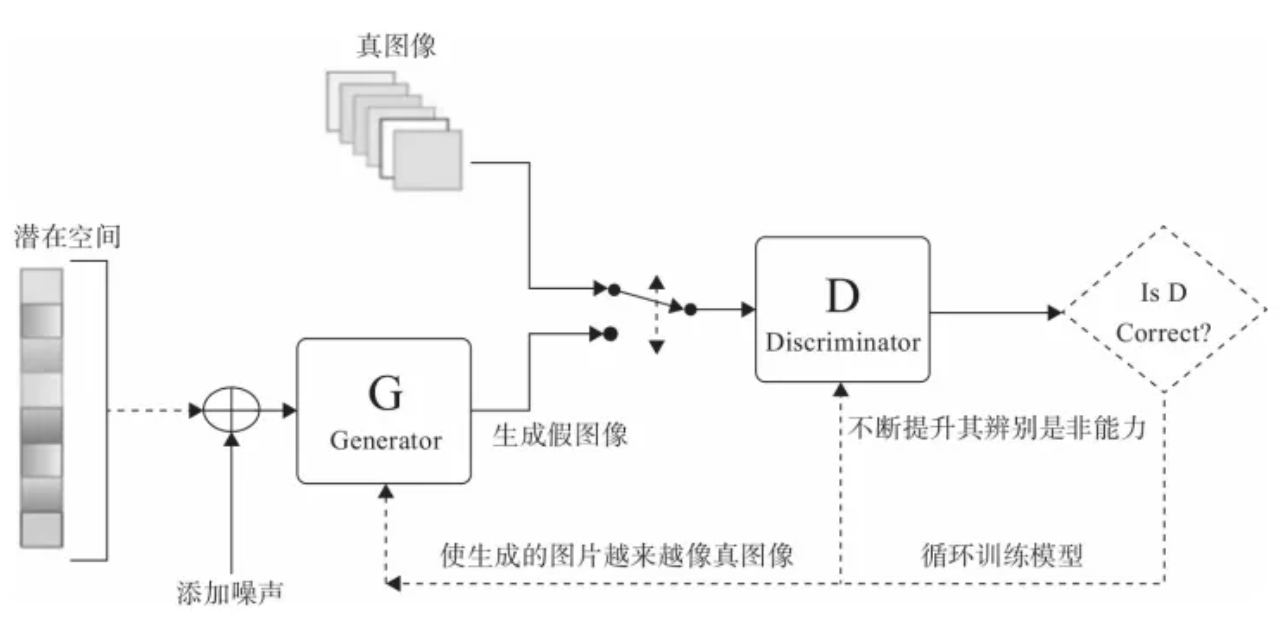 真图像
潜在空间
Is D
Correct?
D
Discriminator
G
Generator
生成假图像
不断提升其辨别是非能力
使生成的图片越来越像真图像
循环训练模型
添加噪声